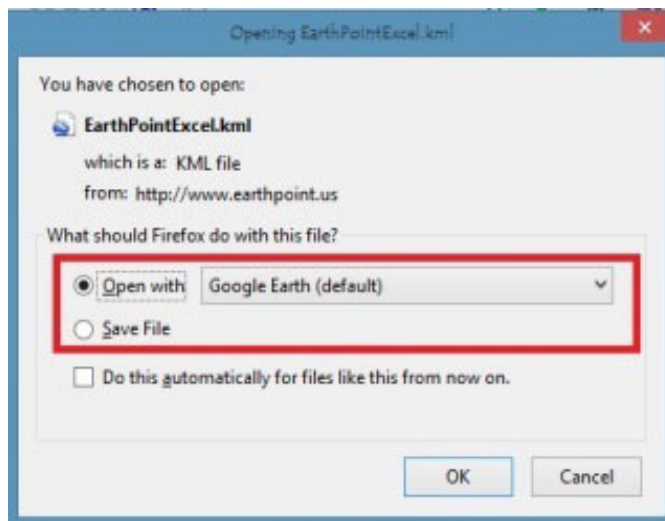 Opening EarthPointExcel.kml
You have chosen to open:
EarthPointExcel.kml
which is a: KML file
from: http://www.earthpoint.us
What should Firefox do with this file?
Open with Google Earth (default)
Save File
Do this automatically for files like this from now on.
OK Cancel